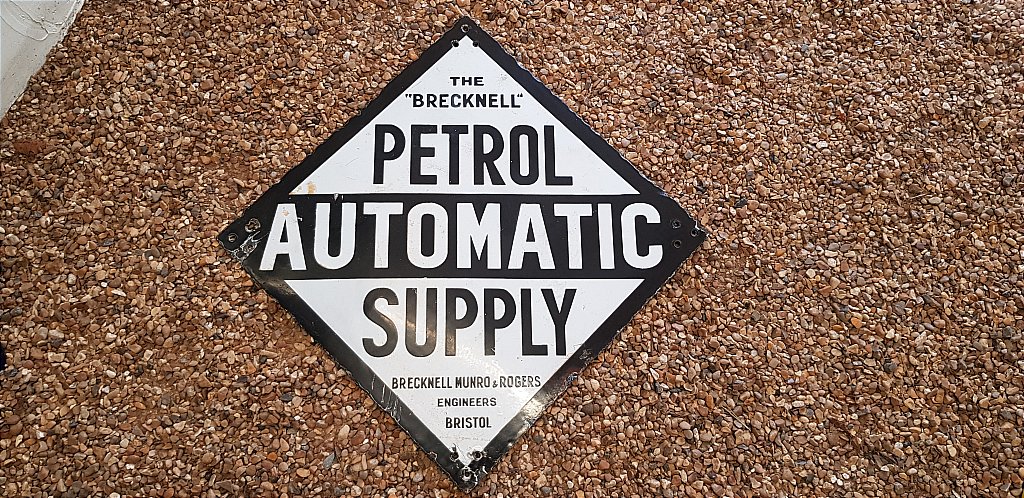 THE
"BRECKNELL"
PETROL
AUTOMATIC
SUPPLY
BRECKNELL MUNRO & ROGERS
ENGINEERS
BRISTOL